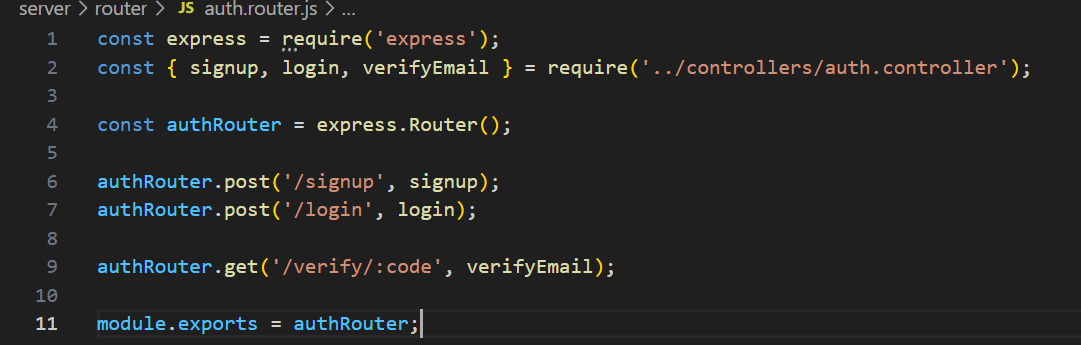 server > router > JS auth.router.js > ...
1 const express = require('express');
2 const { signup, login, verifyEmail } = require('../controllers/auth.controller');
3
4 const authRouter = express.Router();
5
6 authRouter.post('/signup', signup);
7 authRouter.post('/login', login);
8
9 authRouter.get('/verify/:code', verifyEmail);
10
11 module.exports = authRouter;